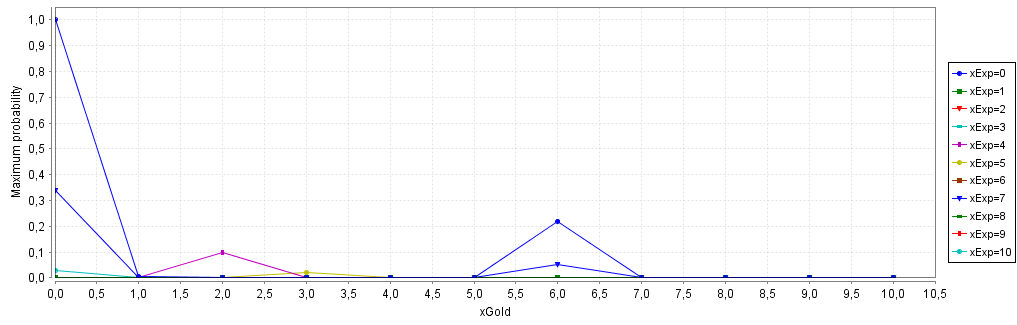 1,0
0,9
0,8
0,7
0,6
0,5
0,4
0,3
0,2
0,1
0,0
Maximum probability
0,0 0,5 1,0 1,5 2,0 2,5 3,0 3,5 4,0 4,5 5,0 5,5 6,0 6,5 7,0 7,5 8,0 8,5 9,0 9,5 10,0 10,5
xGold
xExp=0
xExp=1
xExp=2
xExp=3
xExp=4
xExp=5
xExp=6
xExp=7
xExp=8
xExp=9
xExp=10